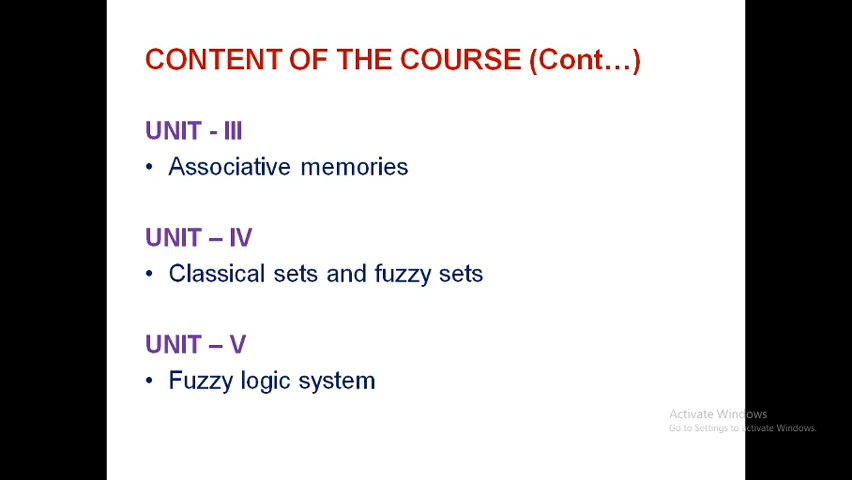 CONTENT OF THE COURSE (Cont…)
UNIT - III
• Associative memories
UNIT – IV
• Classical sets and fuzzy sets
UNIT – V
• Fuzzy logic system
Activate Windows
Go to Settings to activate Windows.